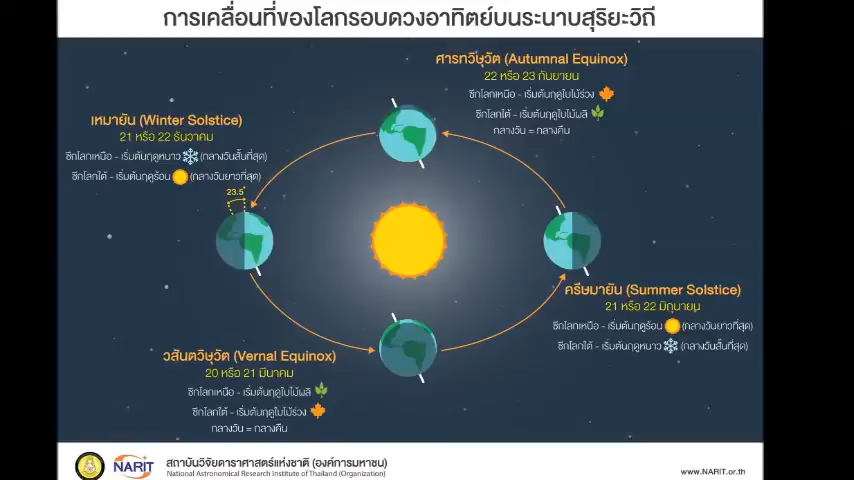 การเคลื่อนที่ของโลกรอบดวงอาทิตย์บนระนาบสุริยะวิถี
ศารทวิษุวัต (Autumnal Equinox)
22 หรือ 23 กันยายน
ซีกโลกเหนือ - เริ่มต้นฤดูใบไม้ร่วง
ซีกโลกใต้ - เริ่มต้นฤดูใบไม้ผลิ
กลางวัน = กลางคืน
เหมายัน (Winter Solstice)
21 หรือ 22 ธันวาคม
ซีกโลกเหนือ - เริ่มต้นฤดูหนาว (กลางวันสั้นที่สุด)
ซีกโลกใต้ - เริ่มต้นฤดูร้อน (กลางวันยาวที่สุด)
23.5°
ครีษมายัน (Summer Solstice)
21 หรือ 22 มิถุนายน
ซีกโลกเหนือ - เริ่มต้นฤดูร้อน (กลางวันยาวที่สุด)
ซีกโลกใต้ - เริ่มต้นฤดูหนาว (กลางวันสั้นที่สุด)
วสันตวิษุวัต (Vernal Equinox)
20 หรือ 21 มีนาคม
ซีกโลกเหนือ - เริ่มต้นฤดูใบไม้ผลิ
ซีกโลกใต้ - เริ่มต้นฤดูใบไม้ร่วง
กลางวัน = กลางคืน
NARIT
สถาบันวิจัยดาราศาสตร์แห่งชาติ (องค์การมหาชน)
National Astronomical Research Institute of Thailand (Organization)
www.NARIT.or.th